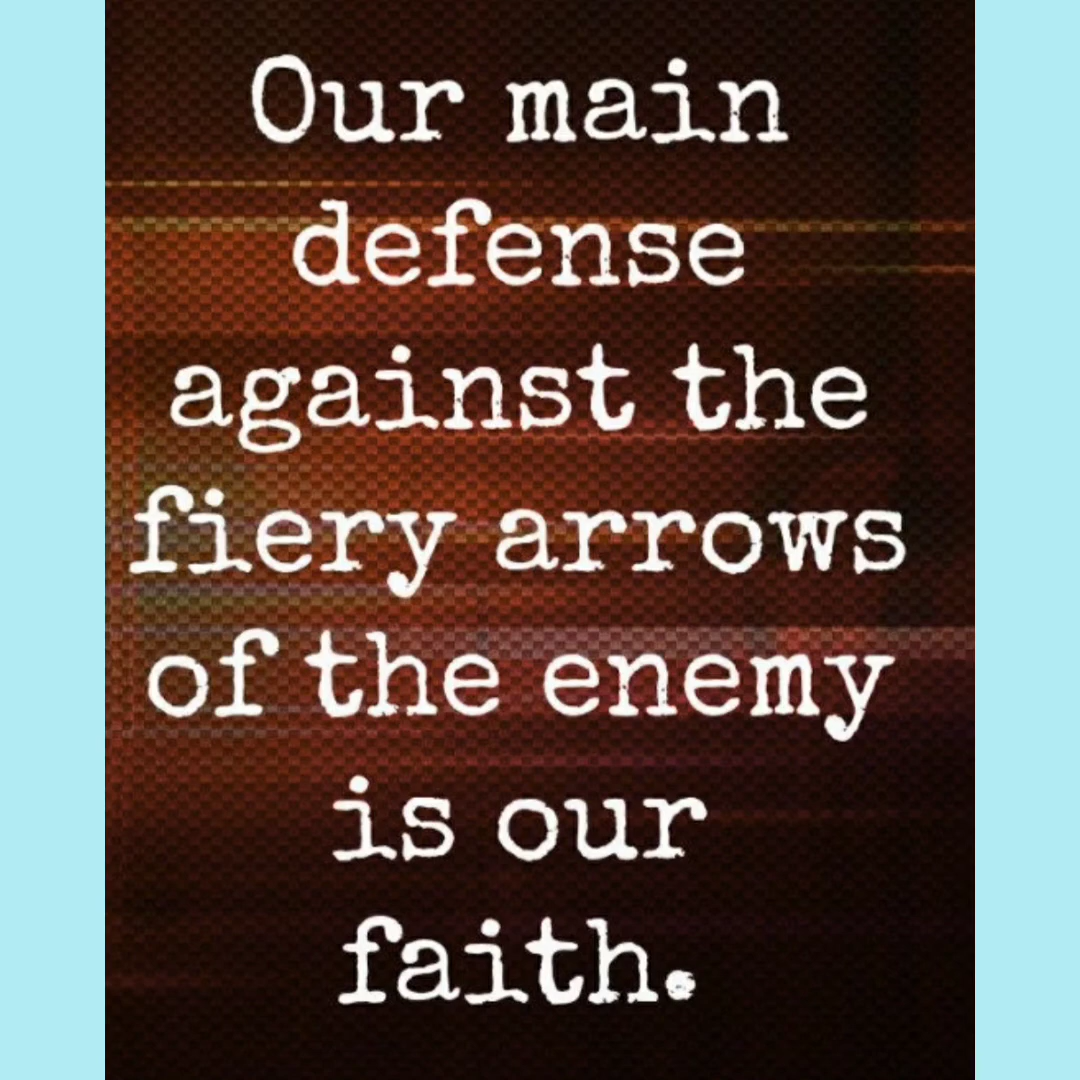 Our main
defense
against the
fiery arrows
of the enemy
is our
faith.